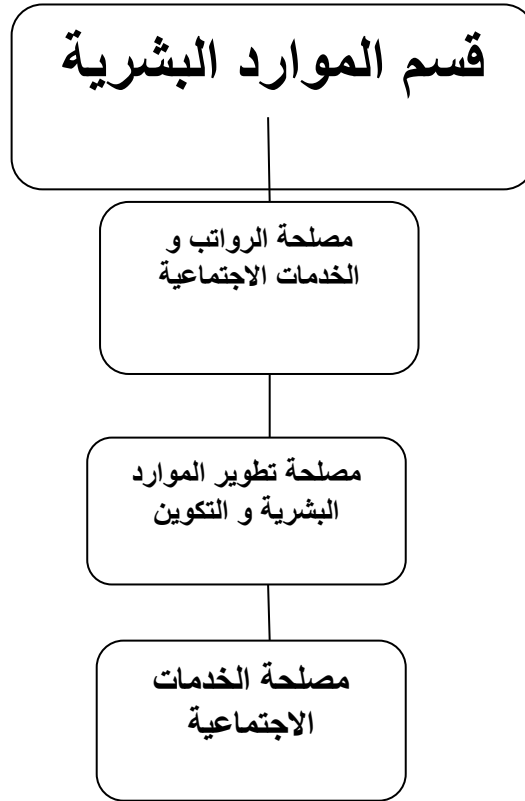 قسم الموارد البشرية
مصلحة الرواتب و
الخدمات الاجتماعية
مصلحة تطوير الموارد
البشرية و التكوين
مصلحة الخدمات
الاجتماعية